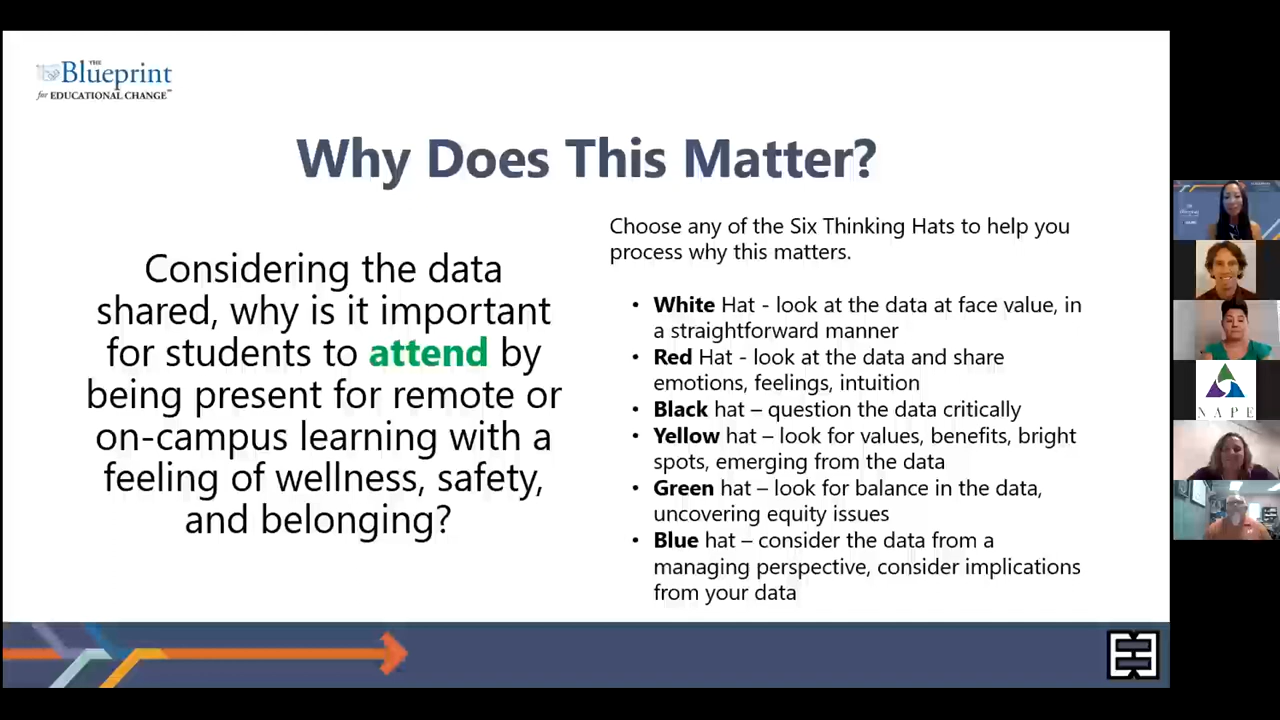 THE
Blueprint
for EDUCATIONAL CHANGE™
Why Does This Matter?
Considering the data
shared, why is it important
for students to attend by
being present for remote or
on-campus learning with a
feeling of wellness, safety,
and belonging?
Choose any of the Six Thinking Hats to help you
process why this matters.
• White Hat - look at the data at face value, in
a straightforward manner
• Red Hat - look at the data and share
emotions, feelings, intuition
• Black hat – question the data critically
• Yellow hat – look for values, benefits, bright
spots, emerging from the data
• Green hat – look for balance in the data,
uncovering equity issues
• Blue hat – consider the data from a
managing perspective, consider implications
from your data
NAPE